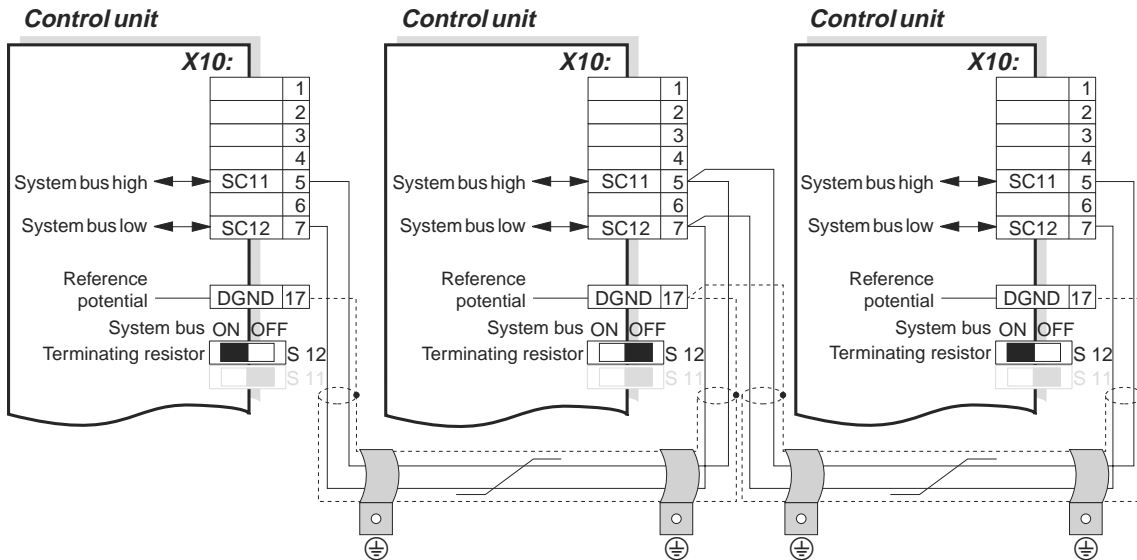 Control unit
X10:
1
2
3
4
System bus high SC11 5
6
System bus low SC12 7
Reference
potential DGND 17
System bus ON OFF
Terminating resistor S 12
S 11
Control unit
X10:
1
2
3
4
System bus high SC11 5
6
System bus low SC12 7
Reference
potential DGND 17
System bus ON OFF
Terminating resistor S 12
S 11
Control unit
X10:
1
2
3
4
System bus high SC11 5
6
System bus low SC12 7
Reference
potential DGND 17
System bus ON OFF
Terminating resistor S 12
S 11